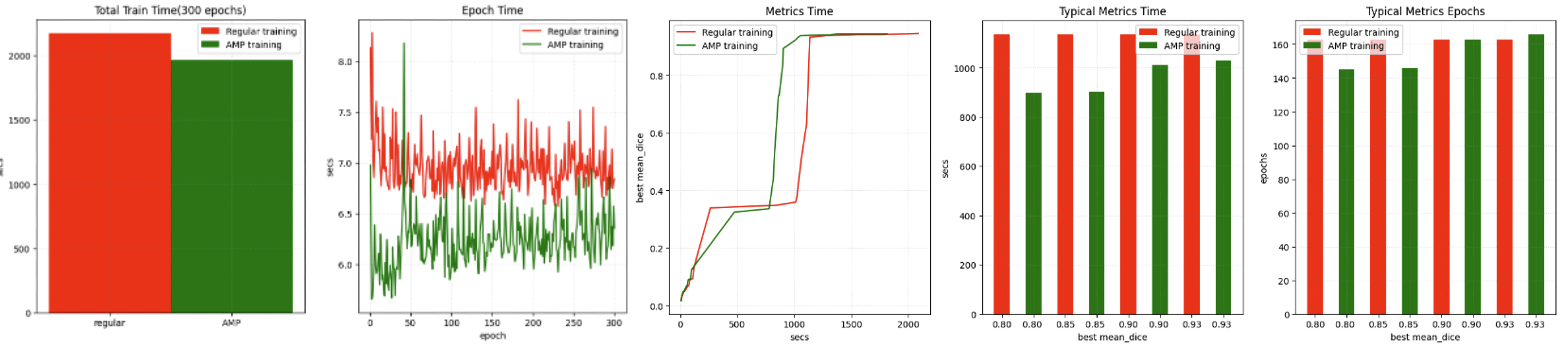 Total Train Time(300 epochs)
Regular training
AMP training
2000
1500
1000
500
0
secs
regular
AMP
Epoch Time
Regular training
AMP training
8.0
7.5
7.0
6.5
6.0
secs
0
50
100
150
200
250
300
epoch
Metrics Time
Regular training
AMP training
0.8
0.6
0.4
0.2
0.0
best mean_dice
0
500
1000
1500
2000
secs
Typical Metrics Time
Regular training
AMP training
1000
800
600
400
200
0
secs
0.80
0.80
0.85
0.85
0.90
0.90
0.93
0.93
best mean_dice
Typical Metrics Epochs
Regular training
AMP training
160
140
120
100
80
60
40
20
0
epochs
0.80
0.80
0.85
0.85
0.90
0.90
0.93
0.93
best mean_dice